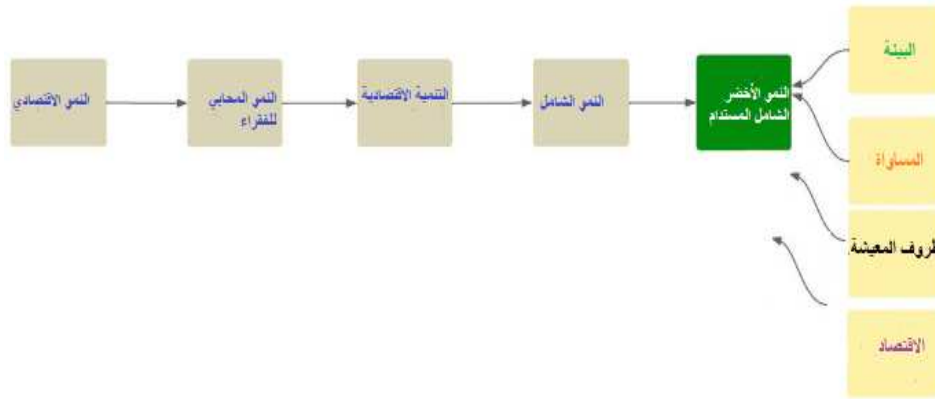 النمو الاقتصادي
النمو المحابي
للفقراء
التنمية الاقتصادية
النمو الشامل
النمو الأخضر
الشامل المستدام
البيئة
المساواة
ظروف المعيشة
الاقتصاد